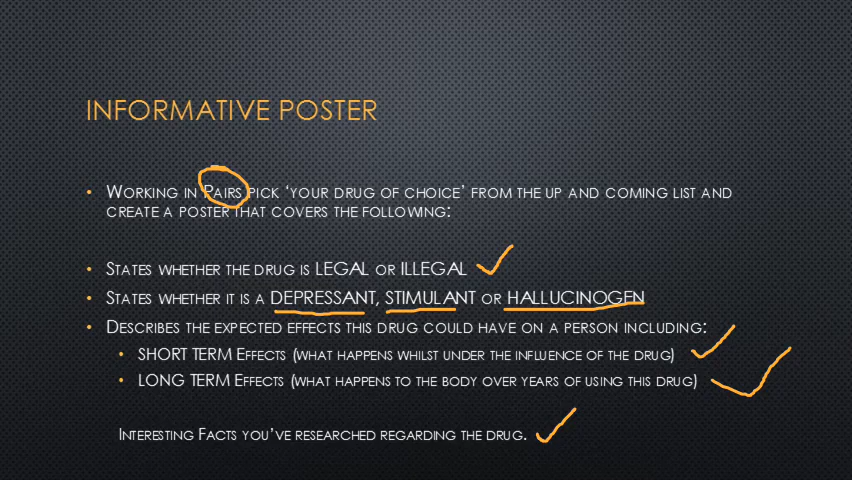 INFORMATIVE POSTER
• WORKING IN PAIRS PICK ‘YOUR DRUG OF CHOICE’ FROM THE UP AND COMING LIST AND
CREATE A POSTER THAT COVERS THE FOLLOWING:
• STATES WHETHER THE DRUG IS LEGAL OR ILLEGAL
• STATES WHETHER IT IS A DEPRESSANT, STIMULANT OR HALLUCINOGEN
• DESCRIBES THE EXPECTED EFFECTS THIS DRUG COULD HAVE ON A PERSON INCLUDING:
• SHORT TERM EFFECTS (WHAT HAPPENS WHILST UNDER THE INFLUENCE OF THE DRUG)
• LONG TERM EFFECTS (WHAT HAPPENS TO THE BODY OVER YEARS OF USING THIS DRUG)
INTERESTING FACTS YOU’VE RESEARCHED REGARDING THE DRUG.